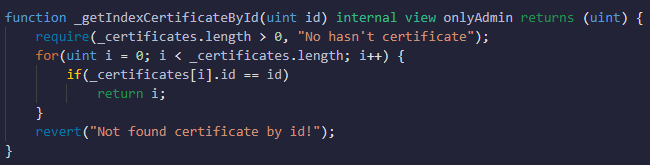 function _getIndexCertificateById(uint id) internal view onlyAdmin returns (uint) {
    require(_certificates.length > 0, "No hasn't certificate");
    for(uint i = 0; i < _certificates.length; i++) {
        if(_certificates[i].id == id)
            return i;
    }
    revert("Not found certificate by id!");
}